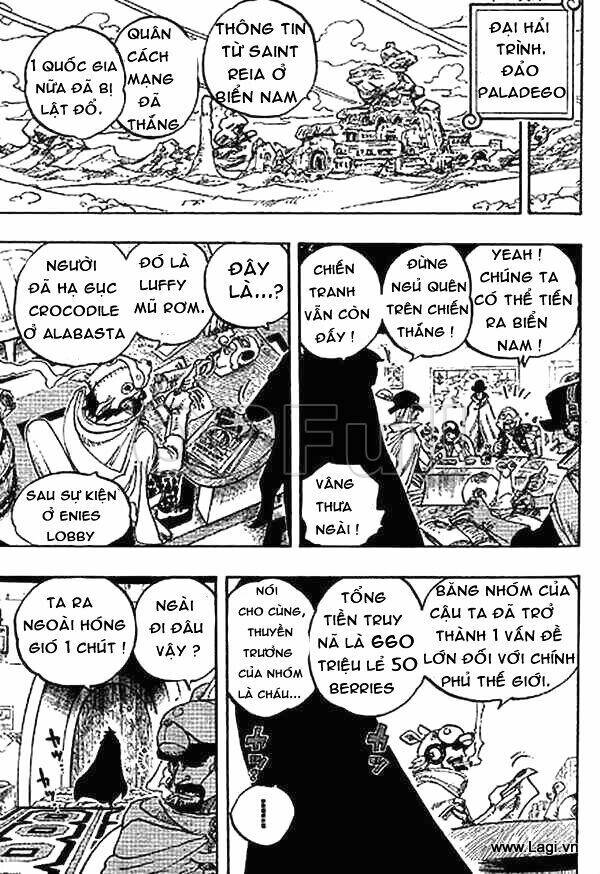 ĐẠI HẢI
TRÌNH.
ĐẢO
PALADEGO
THÔNG TIN
TỪ SAINT
REIA Ở
BIỂN NAM
QUÂN
CÁCH
MẠNG
ĐÃ
THẮNG
1 QUỐC GIA
NỮA ĐÃ BỊ
LẬT ĐỔ.
YEAH !
CHÚNG TA
CÓ THỂ TIẾN
RA BIỂN
NAM !
ĐỪNG
NGỦ QUÊN
TRÊN CHIẾN
THẮNG !
CHIẾN
TRANH
VẪN CÒN
ĐẤY !
VÂNG
THƯA
NGÀI !
ĐÂY
LÀ...?
ĐÓ LÀ
LUFFY
MŨ RƠM.
NGƯỜI
ĐÃ HẠ GỤC
CROCODILE
Ở ALABASTA
SAU SỰ KIỆN
Ở ENIES
LOBBY
BĂNG NHÓM CỦA
CẬU TA ĐÃ TRỞ
THÀNH 1 VẤN ĐỀ
LỚN ĐỐI VỚI CHÍNH
PHỦ THẾ GIỚI.
TỔNG
TIỀN TRUY
NÃ LÀ 660
TRIỆU LẺ 50
BERRIES
NÓI
CHO CÙNG,
THUYỀN
TRƯỞNG
CỦA NHÓM
LÀ CHÁU...
........
NGÀI
ĐI ĐÂU
VẬY ?
TA RA
NGOÀI HÓNG
GIÓ 1 CHÚT !
www.Lagi.vn